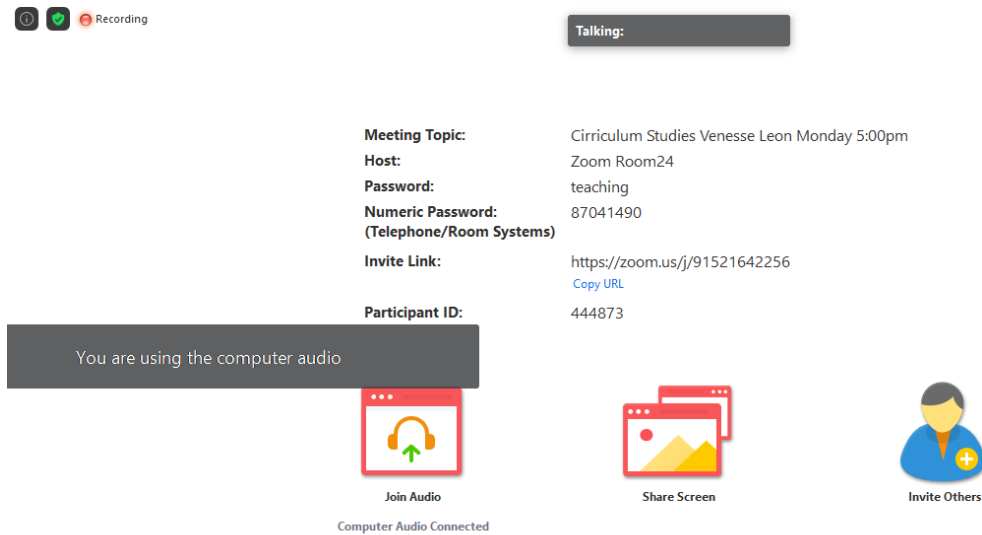 Recording
Talking:
Meeting Topic: Cirriculum Studies Venesse Leon Monday 5:00pm
Host: Zoom Room24
Password: teaching
Numeric Password: 87041490
(Telephone/Room Systems)
Invite Link: https://zoom.us/j/91521642256
Copy URL
Participant ID: 444873
You are using the computer audio
Join Audio Share Screen Invite Others
Computer Audio Connected